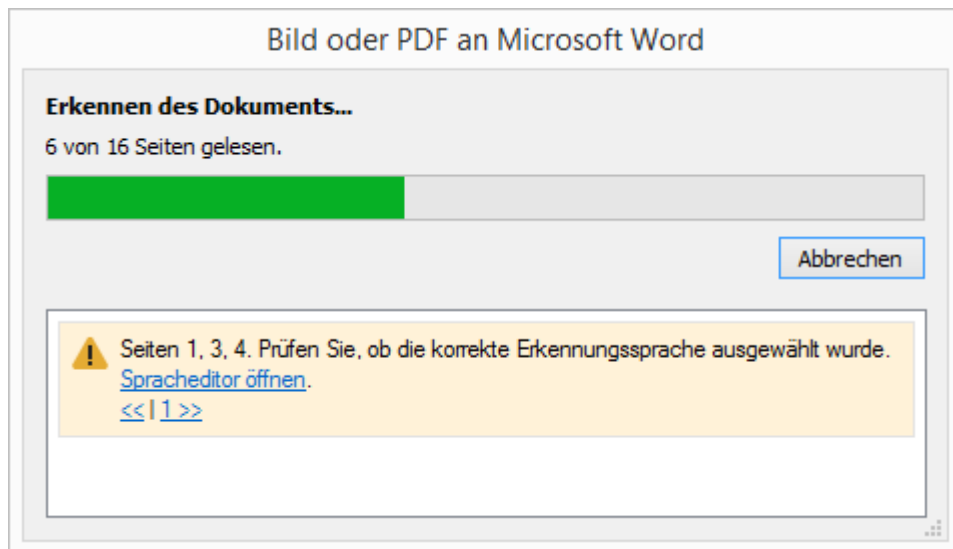 Bild oder PDF an Microsoft Word
Erkennen des Dokuments...
6 von 16 Seiten gelesen.
Abbrechen
Seiten 1, 3, 4. Prüfen Sie, ob die korrekte Erkennungssprache ausgewählt wurde.
Spracheditor öffnen.
<< | 1 >>